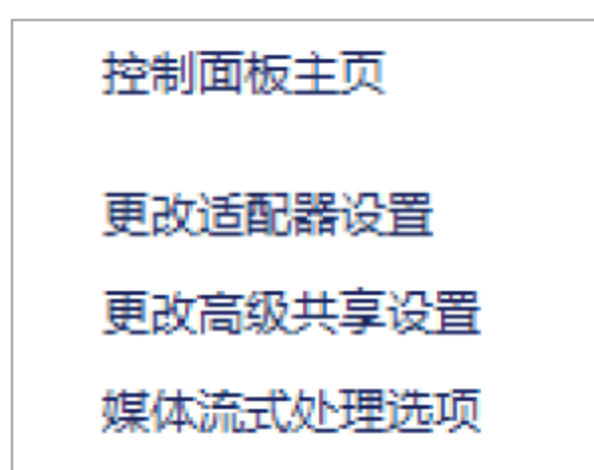 控制面板主页
更改适配器设置
更改高级共享设置
媒体流式处理选项